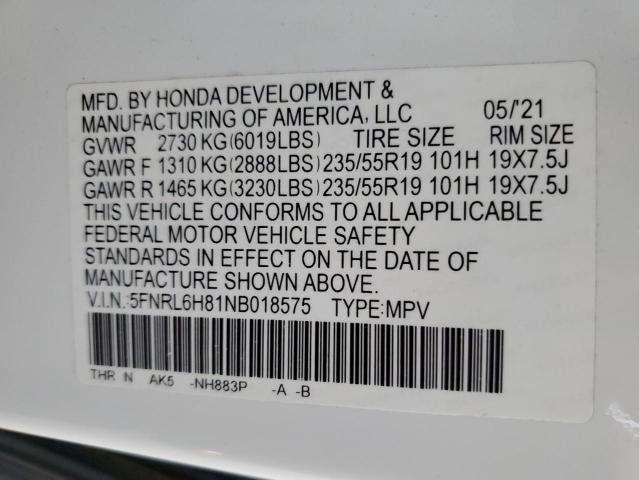 MFD. BY HONDA DEVELOPMENT &
MANUFACTURING OF AMERICA, LLC 05/'21
GVWR 2730 KG(6019LBS) TIRE SIZE RIM SIZE
GAWR F 1310 KG(2888LBS)235/55R19 101H 19X7.5J
GAWR R 1465 KG(3230LBS)235/55R19 101H 19X7.5J
THIS VEHICLE CONFORMS TO ALL APPLICABLE
FEDERAL MOTOR VEHICLE SAFETY
STANDARDS IN EFFECT ON THE DATE OF
MANUFACTURE SHOWN ABOVE.
V.I.N.:5FNRL6H81NB018575 TYPE:MPV
THR N AK5 -NH883P -A -B